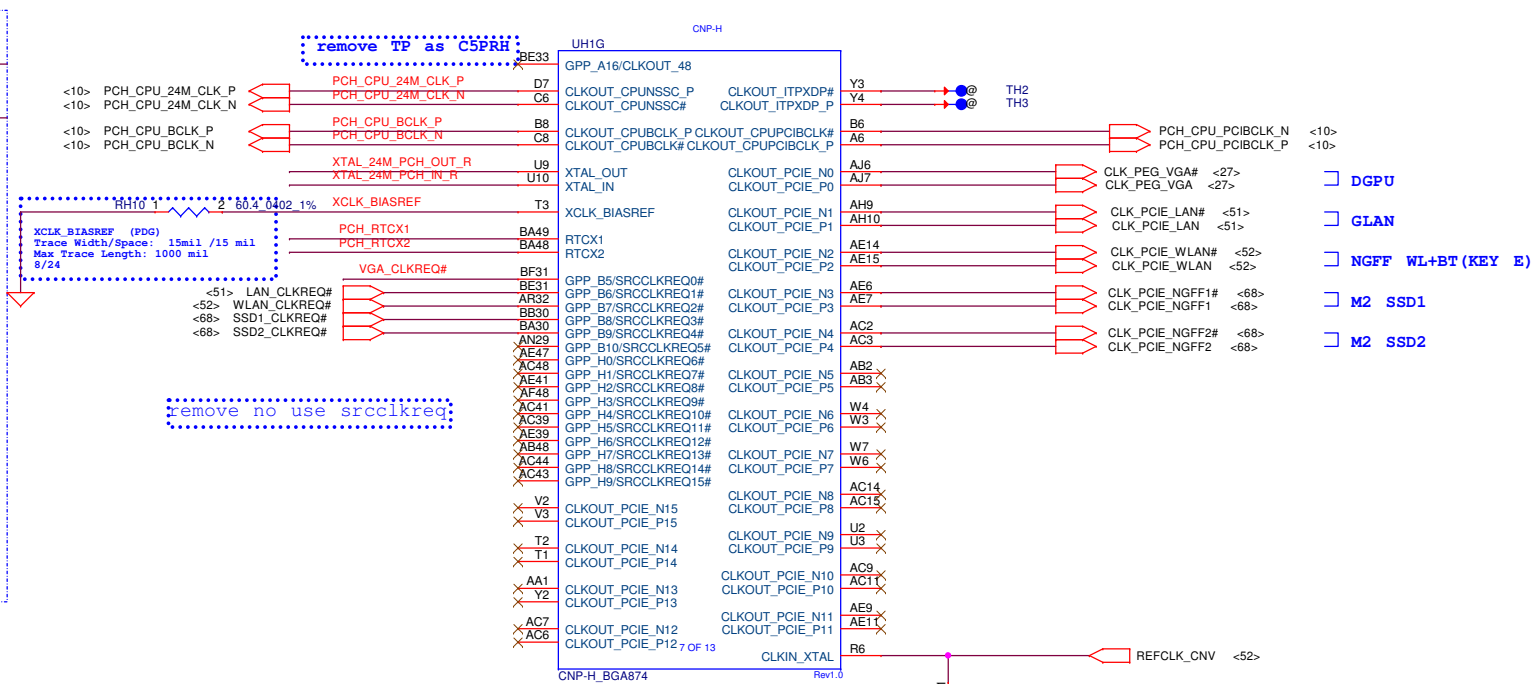 CNP-H
remove TP as C5PRH
UH1G
BE33
GPP_A16/CLKOUT_48
<10> PCH_CPU_24M_CLK_P PCH_CPU_24M_CLK_P D7 CLKOUT_CPUNSSC_P CLKOUT_ITPXDP# Y3 @ TH2
<10> PCH_CPU_24M_CLK_N PCH_CPU_24M_CLK_N C6 CLKOUT_CPUNSSC# CLKOUT_ITPXDP_P Y4 @ TH3
<10> PCH_CPU_BCLK_P PCH_CPU_BCLK_P B8 CLKOUT_CPUBCLK_P CLKOUT_CPUPCIBCLK# B6 PCH_CPU_PCIBCLK_N <10>
<10> PCH_CPU_BCLK_N PCH_CPU_BCLK_N C8 CLKOUT_CPUBCLK# CLKOUT_CPUPCIBCLK_P A6 PCH_CPU_PCIBCLK_P <10>
XTAL_24M_PCH_OUT_R U9 XTAL_OUT CLKOUT_PCIE_N0 AJ6 CLK_PEG_VGA# <27>
XTAL_24M_PCH_IN_R U10 XTAL_IN CLKOUT_PCIE_P0 AJ7 CLK_PEG_VGA <27>
DGPU
RH10 1 2 60.4_0402_1% XCLK_BIASREF T3 XCLK_BIASREF CLKOUT_PCIE_N1 AH9 CLK_PCIE_LAN# <51>
CLKOUT_PCIE_P1 AH10 CLK_PCIE_LAN <51>
GLAN
XCLK_BIASREF (PDG)
Trace Width/Space: 15mil /15 mil
Max Trace Length: 1000 mil
8/24
PCH_RTCX1 BA49 RTCX1 CLKOUT_PCIE_N2 AE14 CLK_PCIE_WLAN# <52>
PCH_RTCX2 BA48 RTCX2 CLKOUT_PCIE_P2 AE15 CLK_PCIE_WLAN <52>
NGFF WL+BT(KEY E)
VGA_CLKREQ# BF31 GPP_B5/SRCCLKREQ0#
<51> LAN_CLKREQ# BE31 GPP_B6/SRCCLKREQ1# CLKOUT_PCIE_N3 AE6 CLK_PCIE_NGFF1# <68>
<52> WLAN_CLKREQ# AR32 GPP_B7/SRCCLKREQ2# CLKOUT_PCIE_P3 AE7 CLK_PCIE_NGFF1 <68>
M2 SSD1
<68> SSD1_CLKREQ# BB30 GPP_B8/SRCCLKREQ3#
<68> SSD2_CLKREQ# BA30 GPP_B9/SRCCLKREQ4# CLKOUT_PCIE_N4 AC2 CLK_PCIE_NGFF2# <68>
AN29 GPP_B10/SRCCLKREQ5# CLKOUT_PCIE_P4 AC3 CLK_PCIE_NGFF2 <68>
M2 SSD2
AE47 GPP_H0/SRCCLKREQ6#
AC48 GPP_H1/SRCCLKREQ7# CLKOUT_PCIE_N5 AB2
AE41 GPP_H2/SRCCLKREQ8# CLKOUT_PCIE_P5 AB3
AF48 GPP_H3/SRCCLKREQ9#
remove no use srcclkreq
AC41 GPP_H4/SRCCLKREQ10# CLKOUT_PCIE_N6 W4
AC39 GPP_H5/SRCCLKREQ11# CLKOUT_PCIE_P6 W3
AE39 GPP_H6/SRCCLKREQ12#
AB48 GPP_H7/SRCCLKREQ13# CLKOUT_PCIE_N7 W7
AC44 GPP_H8/SRCCLKREQ14# CLKOUT_PCIE_P7 W6
AC43 GPP_H9/SRCCLKREQ15#
CLKOUT_PCIE_N8 AC14
V2 CLKOUT_PCIE_N15 CLKOUT_PCIE_P8 AC15
V3 CLKOUT_PCIE_P15
CLKOUT_PCIE_N9 U2
T2 CLKOUT_PCIE_N14 CLKOUT_PCIE_P9 U3
T1 CLKOUT_PCIE_P14
CLKOUT_PCIE_N10 AC9
AA1 CLKOUT_PCIE_N13 CLKOUT_PCIE_P10 AC11
Y2 CLKOUT_PCIE_P13
CLKOUT_PCIE_N11 AE9
AC7 CLKOUT_PCIE_N12 CLKOUT_PCIE_P11 AE11
AC6 CLKOUT_PCIE_P12 7 OF 13
CLKIN_XTAL R6 REFCLK_CNV <52>
CNP-H_BGA874 Rev1.0